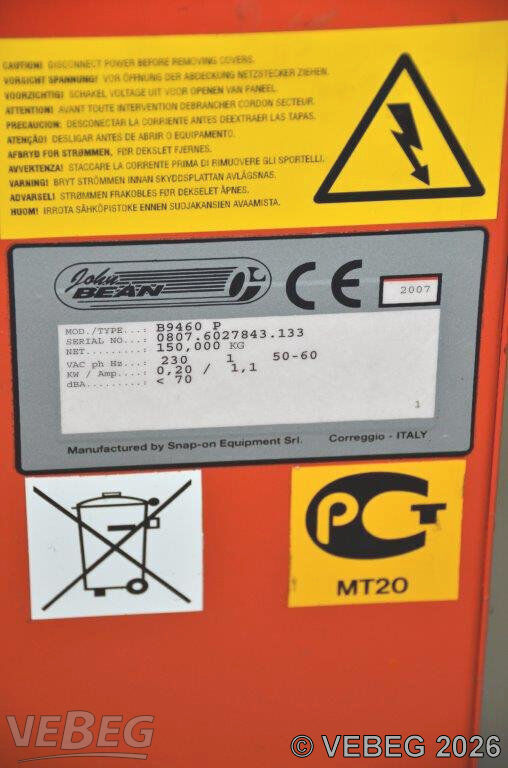 CAUTION! DISCONNECT POWER BEFORE REMOVING COVERS.
VORSICHT SPANNUNG! VOR ÖFFNUNG DER ABDECKUNG NETZSTECKER ZIEHEN.
VOORZICHTIG! SCHAKEL VOLTAGE UIT VOOR OPENEN VAN PANEEL.
ATTENTION! AVANT TOUTE INTERVENTION DEBRANCHER CORDON SECTEUR.
PRECAUCION: DESCONECTAR LA CORRIENTE ANTES DEEXTRAER LAS TAPAS.
ATENÇAO! DESLIGAR ANTES DE ABRIR O EQUIPAMENTO.
AFBRYD FOR STRØMMEN, FØR DEKSLET FJERNES.
AVVERTENZA! STACCARE LA CORRENTE PRIMA DI RIMUOVERE GLI SPORTELLI.
VARNING! BRYT STRÖMMEN INNAN SKYDDSPLATTAN AVLÄGSNAS.
ADVARSEL! STRØMMEN FRAKOBLES FØR DEKSELET ÅPNES.
HUOM! IRROTA SÄHKÖPISTOKE ENNEN SUOJAKANSIEN AVAAMISTA.
John BEAN
CE
2007
MOD./TYPE...: B9460 P
SERIAL NO...: 0807.6027843.133
NET.........: 150,000 KG
VAC ph Hz...: 230 1 50-60
KW / Amp....: 0,20 / 1,1
dBA.........: < 70
1
Manufactured by Snap-on Equipment Srl. Correggio - ITALY
PCT
MT20
VEBEG
© VEBEG 2026